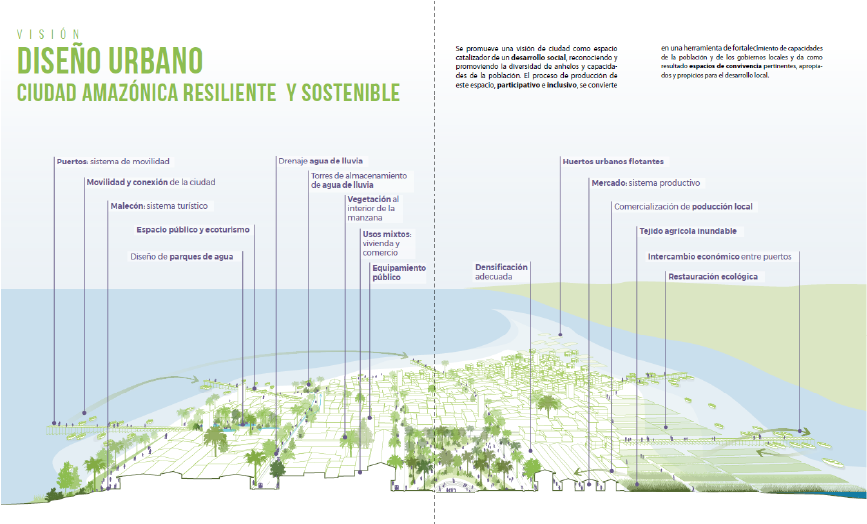 VISIÓN
DISEÑO URBANO
CIUDAD AMAZÓNICA RESILIENTE Y SOSTENIBLE
Se promueve una visión de ciudad como espacio
catalizador de un desarrollo social, reconociendo y
promoviendo la diversidad de anhelos y capacida-
des de la población. El proceso de producción de
este espacio, participativo e inclusivo, se convierte
en una herramienta de fortalecimiento de capacidades
de la población y de los gobiernos locales y da como
resultado espacios de convivencia pertinentes, apropia-
dos y propicios para el desarrollo local.
Puertos: sistema de movilidad
Movilidad y conexión de la ciudad
Malecón: sistema turístico
Espacio público y ecoturismo
Diseño de parques de agua
Drenaje agua de lluvia
Torres de almacenamiento
de agua de lluvia
Vegetación al
interior de la
manzana
Usos mixtos:
vivienda y
comercio
Equipamiento
público
Densificación
adecuada
Huertos urbanos flotantes
Mercado: sistema productivo
Comercialización de poducción local
Tejido agrícola inundable
Intercambio económico entre puertos
Restauración ecológica